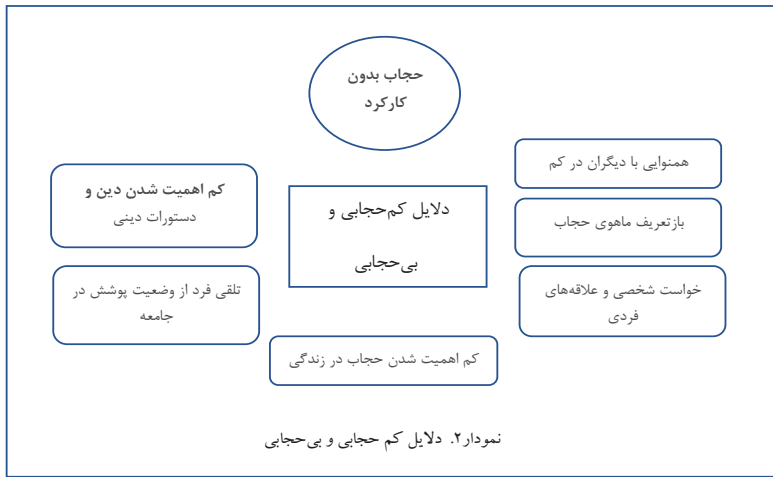 حجاب بدون
کارکرد
همنوایی با دیگران در کم
بازتعریف ماهوی حجاب
خواست شخصی و علاقه‌های
فردی
دلایل کم‌حجابی و
بی‌حجابی
کم اهمیت شدن دین و
دستورات دینی
تلقی فرد از وضعیت پوشش در
جامعه
کم اهمیت شدن حجاب در زندگی
نمودار۲. دلایل کم حجابی و بی‌حجابی